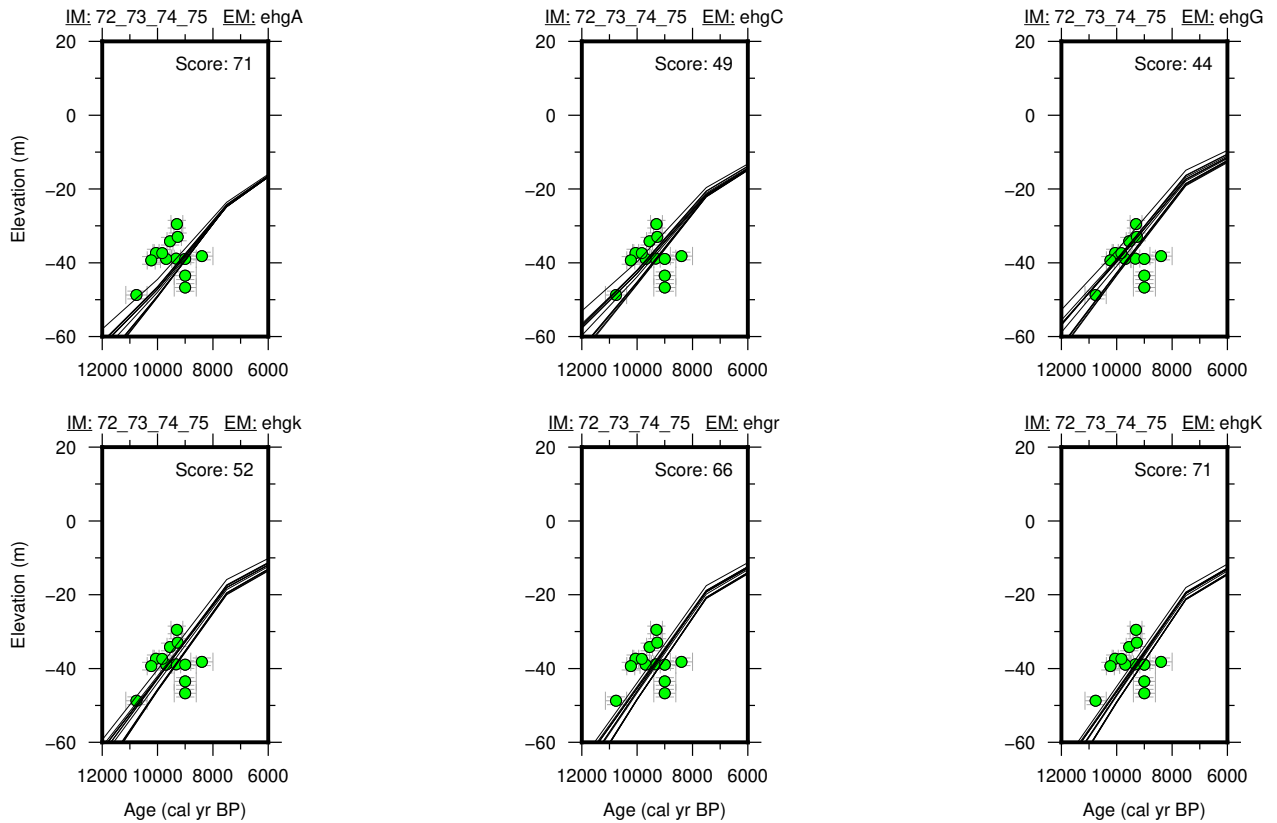 IM: 72_73_74_75 EM: ehgA
20
Score: 71
0
−20
−40
−60
12000 10000 8000 6000
Elevation (m)
IM: 72_73_74_75 EM: ehgC
20
Score: 49
0
−20
−40
−60
12000 10000 8000 6000
IM: 72_73_74_75 EM: ehgG
20
Score: 44
0
−20
−40
−60
12000 10000 8000 6000
IM: 72_73_74_75 EM: ehgk
20
Score: 52
0
−20
−40
−60
12000 10000 8000 6000
Elevation (m)
Age (cal yr BP)
IM: 72_73_74_75 EM: ehgr
20
Score: 66
0
−20
−40
−60
12000 10000 8000 6000
Age (cal yr BP)
IM: 72_73_74_75 EM: ehgK
20
Score: 71
0
−20
−40
−60
12000 10000 8000 6000
Age (cal yr BP)